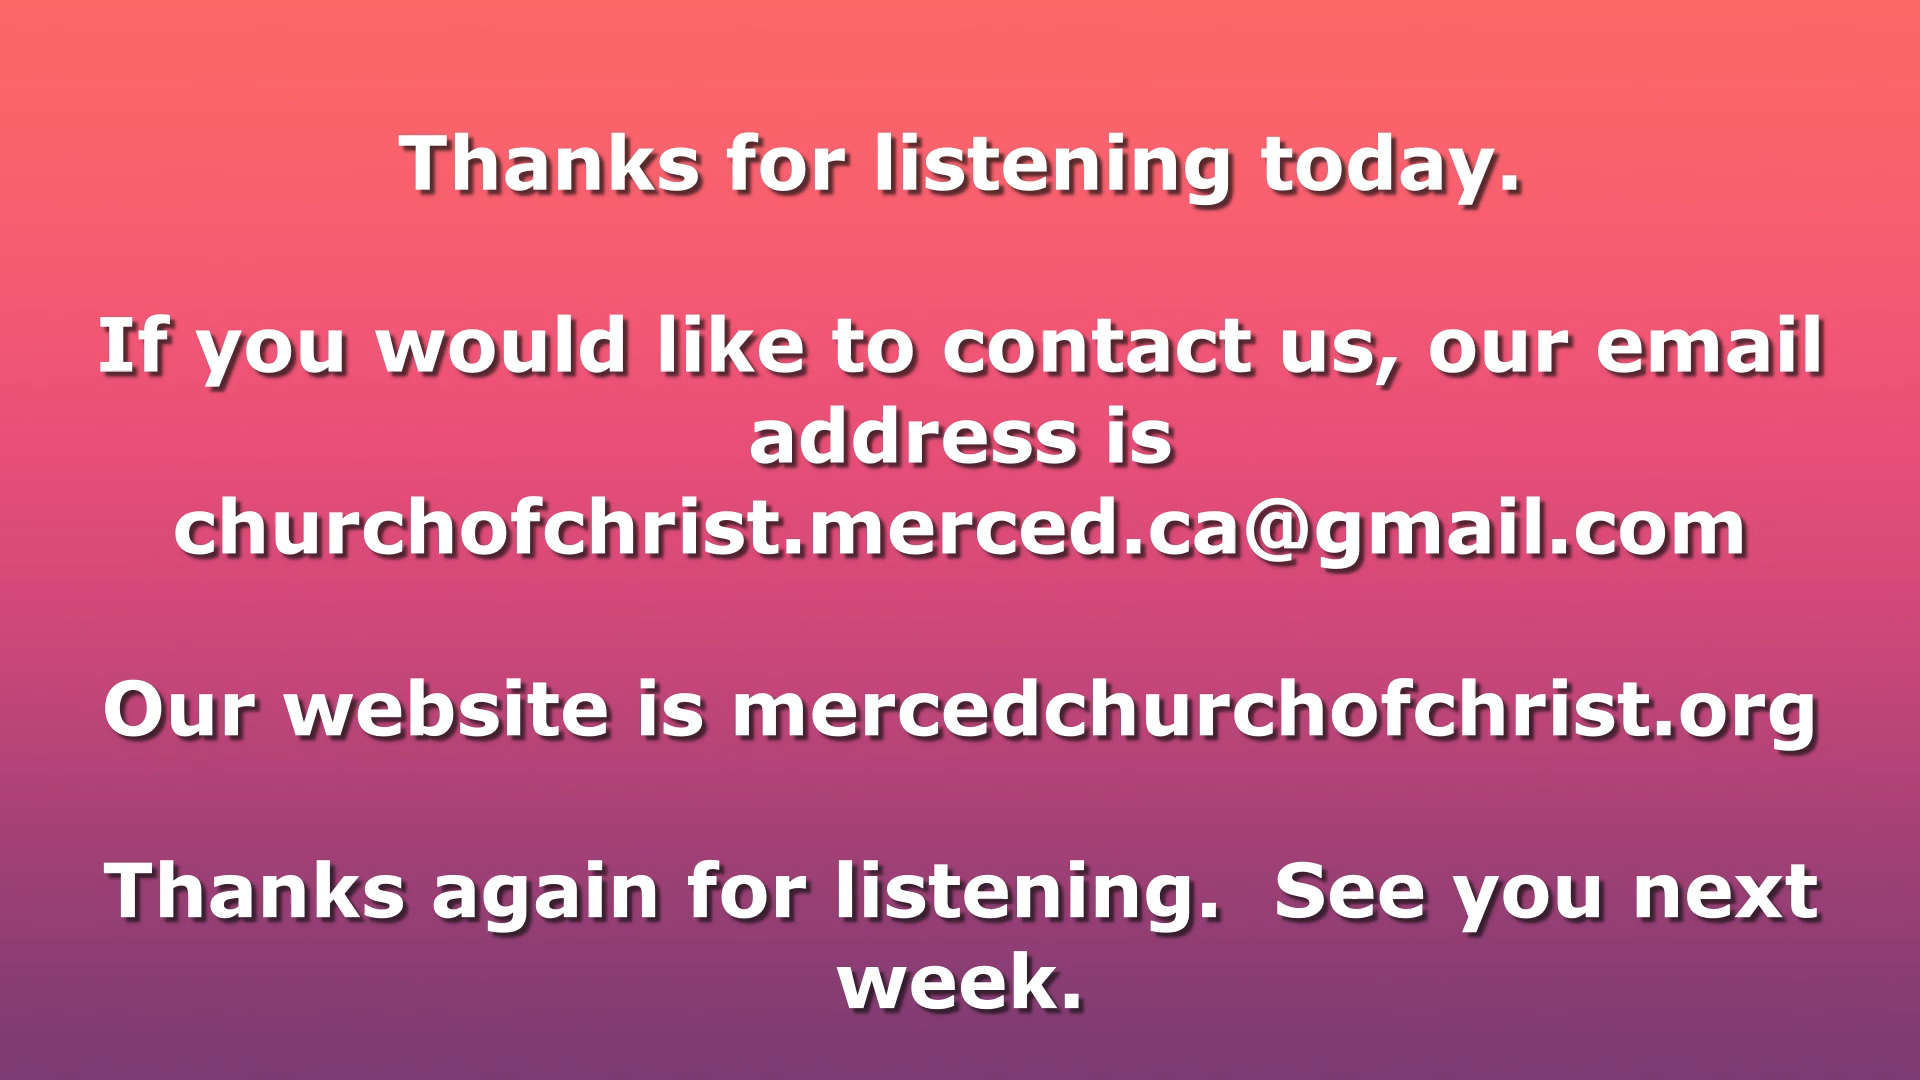 Thanks for listening today.
If you would like to contact us, our email
address is
churchofchrist.merced.ca@gmail.com
Our website is mercedchurchofchrist.org
Thanks again for listening.  See you next
week.